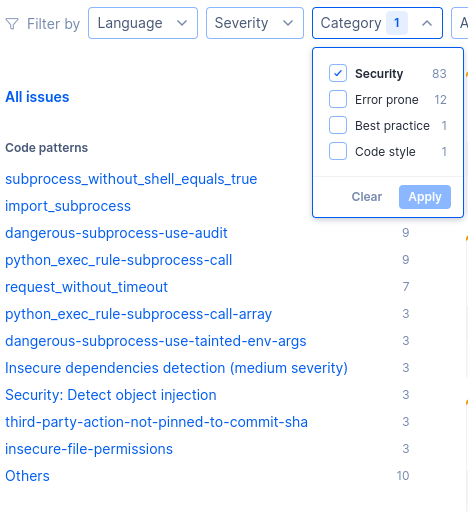 Filter by Language Severity Category 1 A
Security 83
Error prone 12
Best practice 1
Code style 1
Clear Apply
All issues
Code patterns
subprocess_without_shell_equals_true
import_subprocess
dangerous-subprocess-use-audit 9
python_exec_rule-subprocess-call 9
request_without_timeout 7
python_exec_rule-subprocess-call-array 3
dangerous-subprocess-use-tainted-env-args 3
Insecure dependencies detection (medium severity) 3
Security: Detect object injection 3
third-party-action-not-pinned-to-commit-sha 3
insecure-file-permissions 3
Others 10